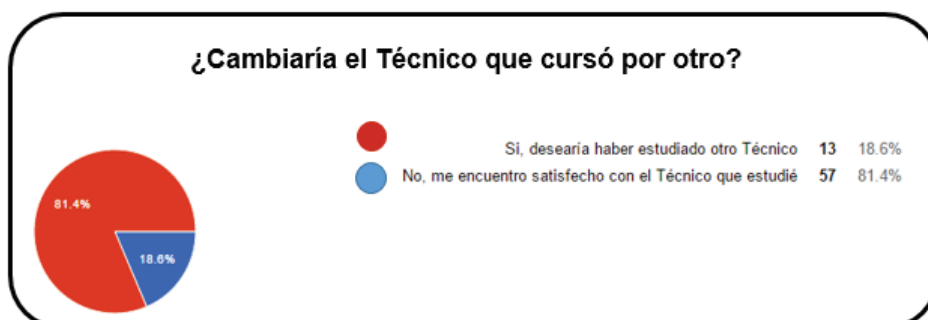 ¿Cambiaría el Técnico que cursó por otro?
Si, desearía haber estudiado otro Técnico 13 18.6%
No, me encuentro satisfecho con el Técnico que estudié 57 81.4%
81.4%
18.6%